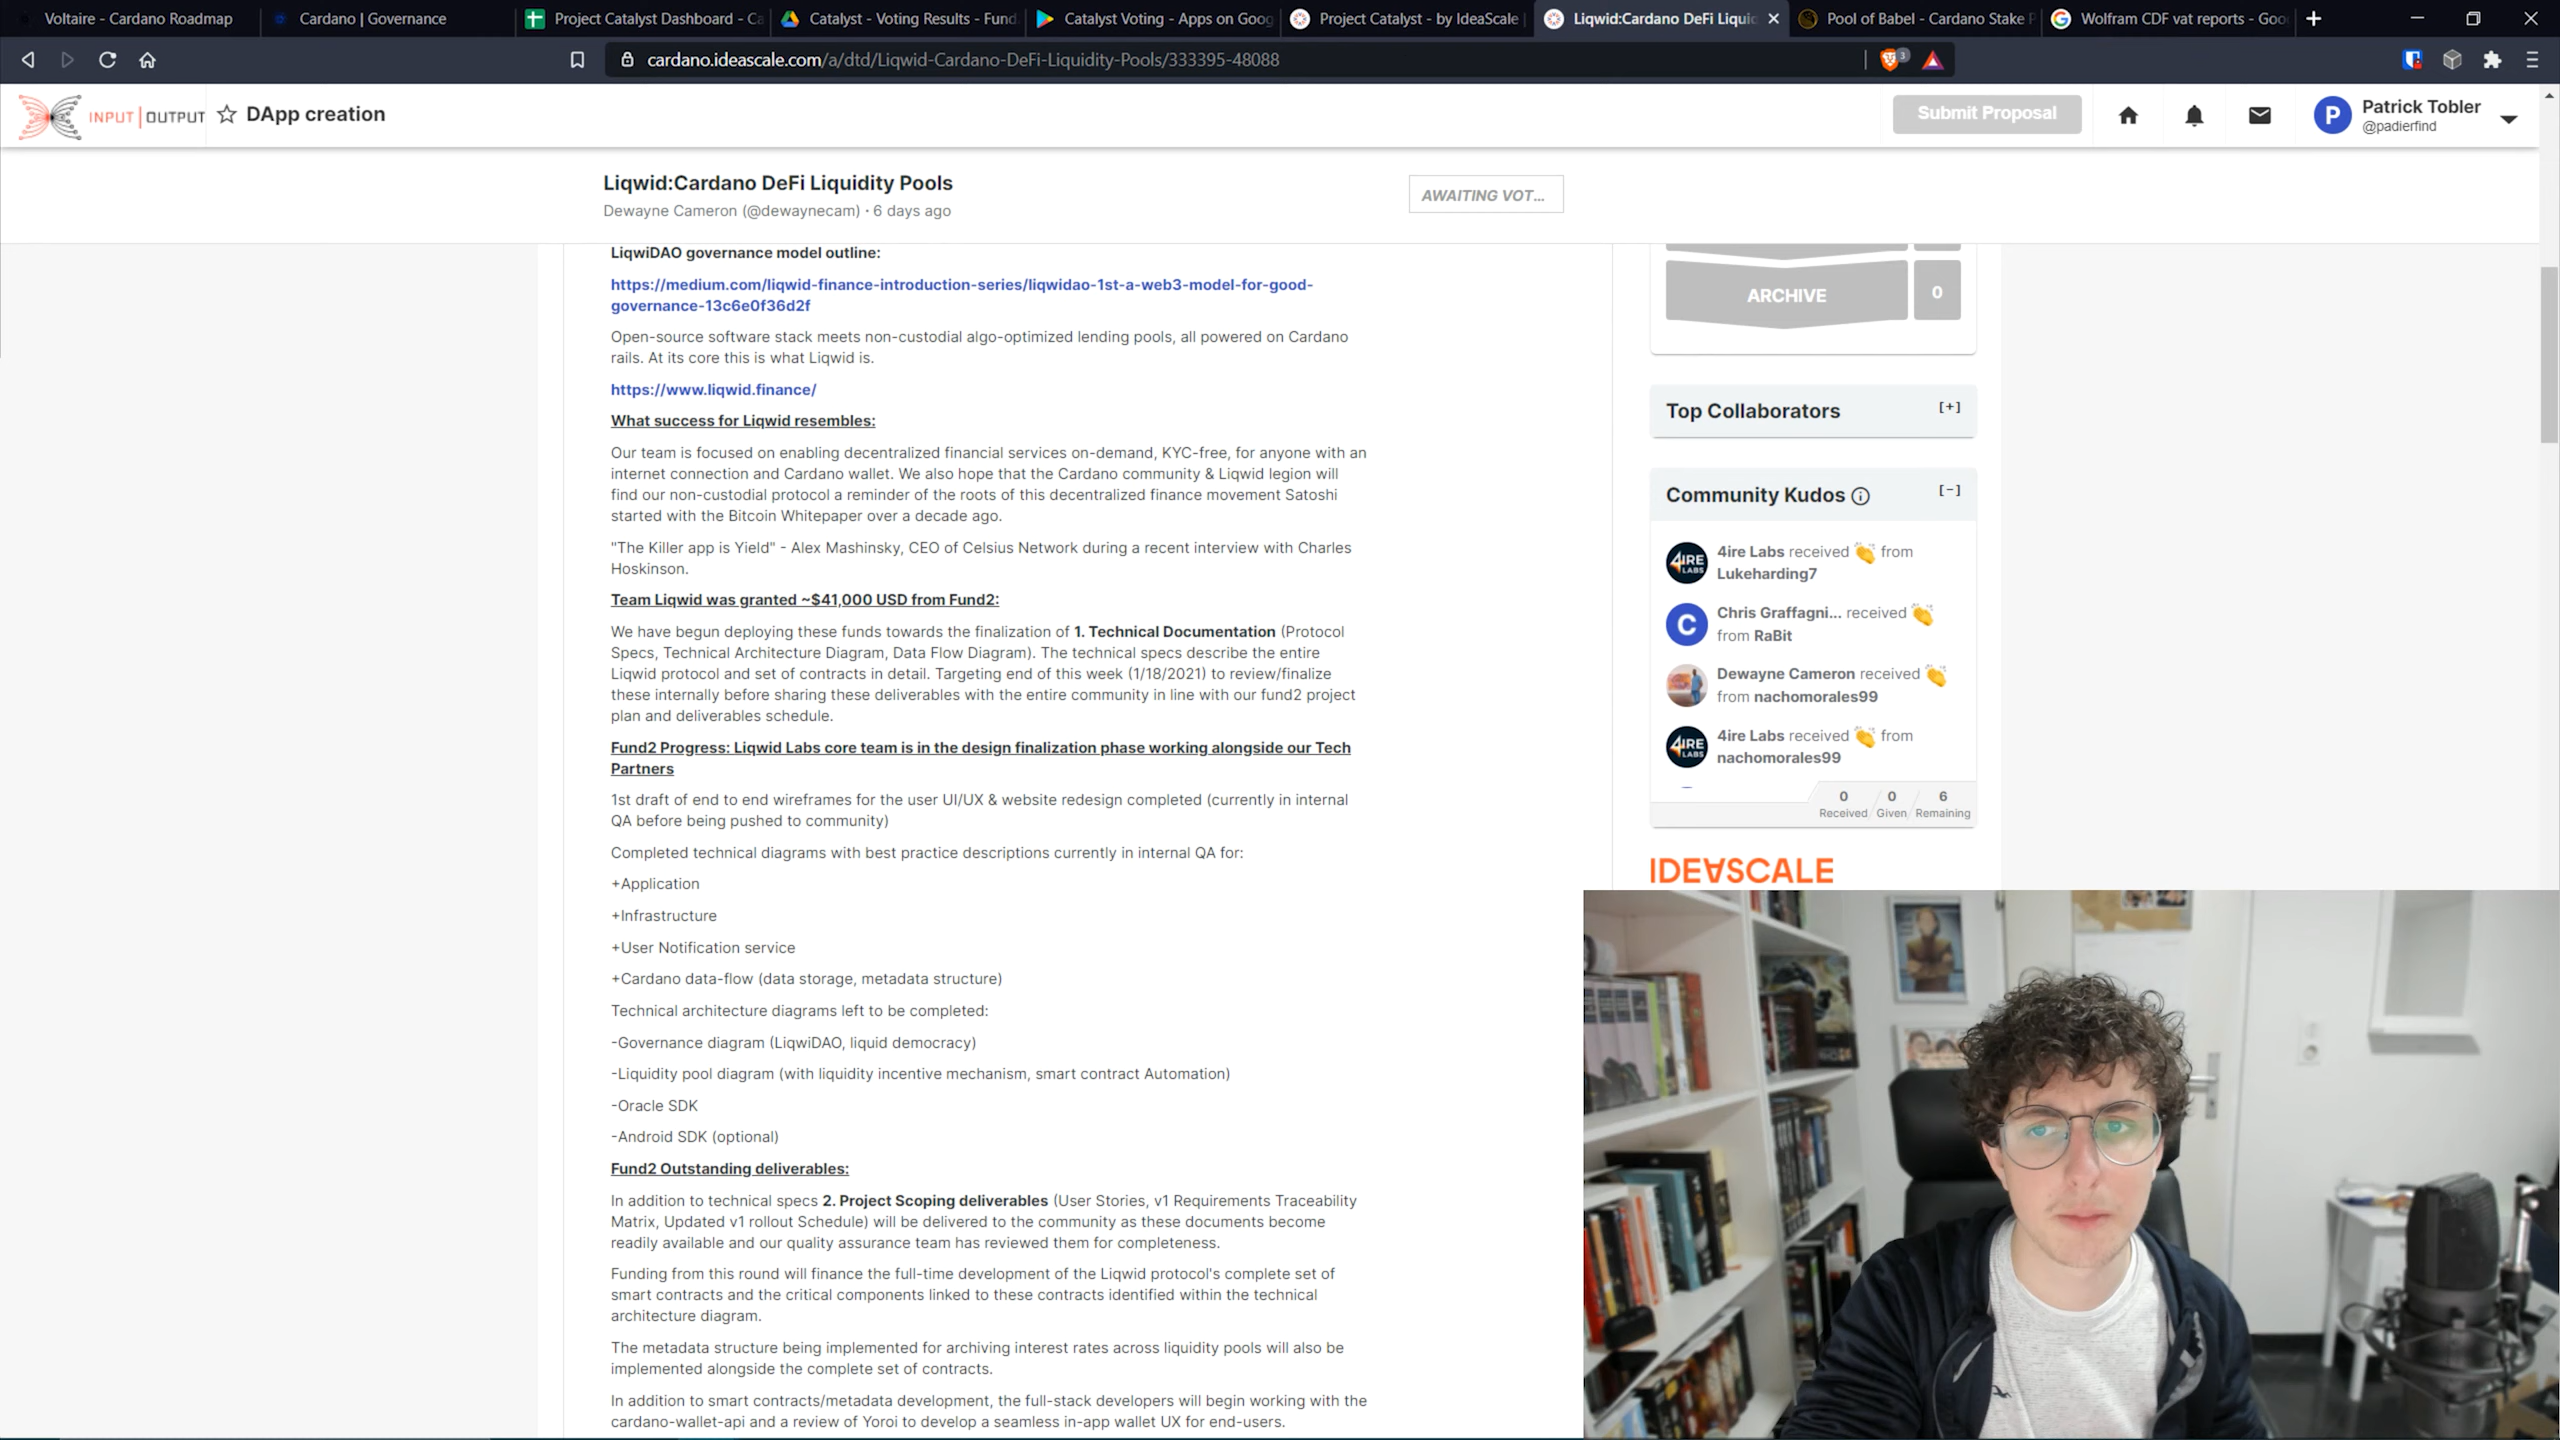 Voltaire - Cardano Roadmap
Cardano | Governance
Project Catalyst Dashboard - Ca
Catalyst - Voting Results - Fund
Catalyst Voting - Apps on Goog
Project Catalyst - by IdeaScale
Liqwid:Cardano DeFi Liquid
Pool of Babel - Cardano Stake P
Wolfram CDF vat reports - Goo
cardano.ideascale.com/a/dtd/Liqwid-Cardano-DeFi-Liquidity-Pools/333395-48088
3
INPUT | OUTPUT
DApp creation
Submit Proposal
P
Patrick Tobler
@padierfind
Liqwid:Cardano DeFi Liquidity Pools
Dewayne Cameron (@dewaynecam) · 6 days ago
AWAITING VOT...
LiqwiDAO governance model outline:
https://medium.com/liqwid-finance-introduction-series/liqwidao-1st-a-web3-model-for-good-
governance-13c6e0f36d2f
Open-source software stack meets non-custodial algo-optimized lending pools, all powered on Cardano
rails. At its core this is what Liqwid is.
https://www.liqwid.finance/
What success for Liqwid resembles:
Our team is focused on enabling decentralized financial services on-demand, KYC-free, for anyone with an
internet connection and Cardano wallet. We also hope that the Cardano community & Liqwid legion will
find our non-custodial protocol a reminder of the roots of this decentralized finance movement Satoshi
started with the Bitcoin Whitepaper over a decade ago.
"The Killer app is Yield" - Alex Mashinsky, CEO of Celsius Network during a recent interview with Charles
Hoskinson.
Team Liqwid was granted ~$41,000 USD from Fund2:
We have begun deploying these funds towards the finalization of 1. Technical Documentation (Protocol
Specs, Technical Architecture Diagram, Data Flow Diagram). The technical specs describe the entire
Liqwid protocol and set of contracts in detail. Targeting end of this week (1/18/2021) to review/finalize
these internally before sharing these deliverables with the entire community in line with our fund2 project
plan and deliverables schedule.
Fund2 Progress: Liqwid Labs core team is in the design finalization phase working alongside our Tech
Partners
1st draft of end to end wireframes for the user UI/UX & website redesign completed (currently in internal
QA before being pushed to community)
Completed technical diagrams with best practice descriptions currently in internal QA for:
+Application
+Infrastructure
+User Notification service
+Cardano data-flow (data storage, metadata structure)
Technical architecture diagrams left to be completed:
-Governance diagram (LiqwiDAO, liquid democracy)
-Liquidity pool diagram (with liquidity incentive mechanism, smart contract Automation)
-Oracle SDK
-Android SDK (optional)
Fund2 Outstanding deliverables:
In addition to technical specs 2. Project Scoping deliverables (User Stories, v1 Requirements Traceability
Matrix, Updated v1 rollout Schedule) will be delivered to the community as these documents become
readily available and our quality assurance team has reviewed them for completeness.
Funding from this round will finance the full-time development of the Liqwid protocol's complete set of
smart contracts and the critical components linked to these contracts identified within the technical
architecture diagram.
The metadata structure being implemented for archiving interest rates across liquidity pools will also be
implemented alongside the complete set of contracts.
In addition to smart contracts/metadata development, the full-stack developers will begin working with the
cardano-wallet-api and a review of Yoroi to develop a seamless in-app wallet UX for end-users.
ARCHIVE
0
Top Collaborators
[+]
Community Kudos
[-]
4IRE LABS
4ire Labs received 👏 from
Lukeharding7
C
Chris Graffagni... received 👏
from RaBit
Dewayne Cameron received 👏
from nachomorales99
4IRE LABS
4ire Labs received 👏 from
nachomorales99
0 0 6
Received Given Remaining
IDEASCALE